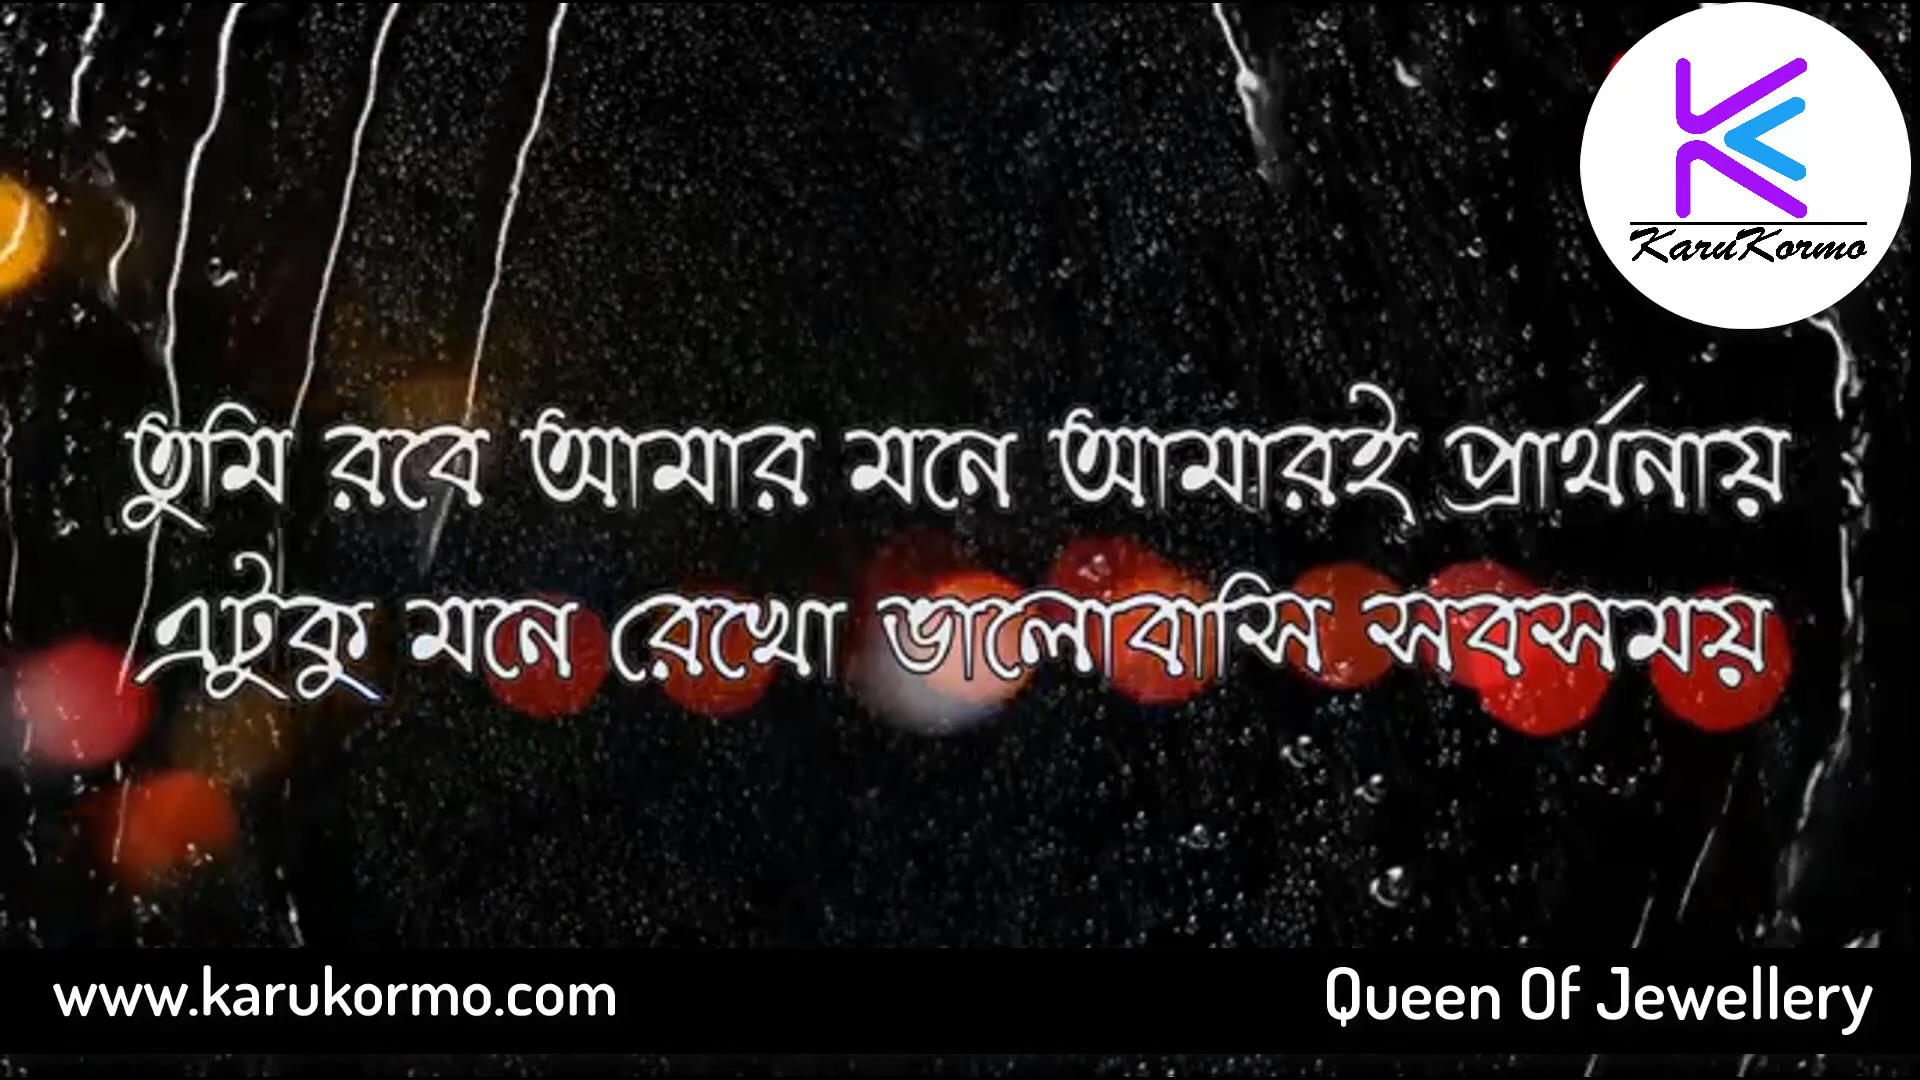 KaruKormo
তুমি রবে আমার মনে আমারই প্রার্থনায়
এটুকু মনে রেখো ভালোবাসি সবসময়
www.karukormo.com
Queen Of Jewellery